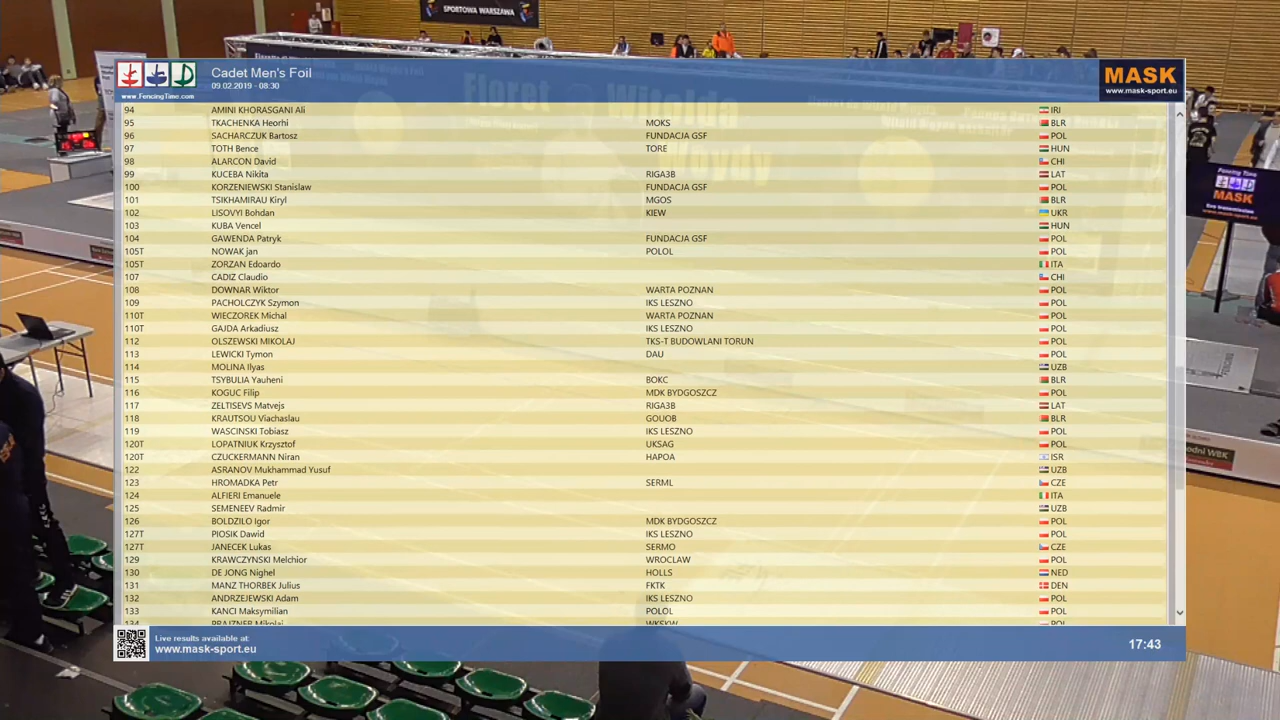 SPORTOWA WARSZAWA
Cadet Men's Foil
09.02.2019 - 08:30
www.FencingTime.com
MASK
www.mask-sport.eu
94 AMINI KHORASGANI Ali IRI
95 TKACHENKA Heorhi MOKS BLR
96 SACHARCZUK Bartosz FUNDACJA GSF POL
97 TOTH Bence TORE HUN
98 ALARCON David CHI
99 KUCEBA Nikita RIGA3B LAT
100 KORZENIEWSKI Stanislaw FUNDACJA GSF POL
101 TSIKHAMIRAU Kiryl MGOS BLR
102 LISOVYI Bohdan KIEW UKR
103 KUBA Vencel HUN
104 GAWENDA Patryk FUNDACJA GSF POL
105T NOWAK jan POLOL POL
105T ZORZAN Edoardo ITA
107 CADIZ Claudio CHI
108 DOWNAR Wiktor WARTA POZNAN POL
109 PACHOLCZYK Szymon IKS LESZNO POL
110T WIECZOREK Michal WARTA POZNAN POL
110T GAJDA Arkadiusz IKS LESZNO POL
112 OLSZEWSKI MIKOLAJ TKS-T BUDOWLANI TORUN POL
113 LEWICKI Tymon DAU POL
114 MOLINA Ilyas UZB
115 TSYBULIA Yauheni BOKC BLR
116 KOGUC Filip MDK BYDGOSZCZ POL
117 ZELTISEVS Matvejs RIGA3B LAT
118 KRAUTSOU Viachaslau GOUOB BLR
119 WASCINSKI Tobiasz IKS LESZNO POL
120T LOPATNIUK Krzysztof UKSAG POL
120T CZUCKERMANN Niran HAPOA ISR
122 ASRANOV Mukhammad Yusuf UZB
123 HROMADKA Petr SERML CZE
124 ALFIERI Emanuele ITA
125 SEMENEEV Radmir UZB
126 BOLDZILO Igor MDK BYDGOSZCZ POL
127T PIOSIK Dawid IKS LESZNO POL
127T JANECEK Lukas SERMO CZE
129 KRAWCZYNSKI Melchior WROCLAW POL
130 DE JONG Nighel HOLLS NED
131 MANZ THORBEK Julius FKTK DEN
132 ANDRZEJEWSKI Adam IKS LESZNO POL
133 KANCI Maksymilian POLOL POL
134 PRAJZNER Mikolaj WKSKW POL
Live results available at:
www.mask-sport.eu
17:43
Fencing Time
MASK